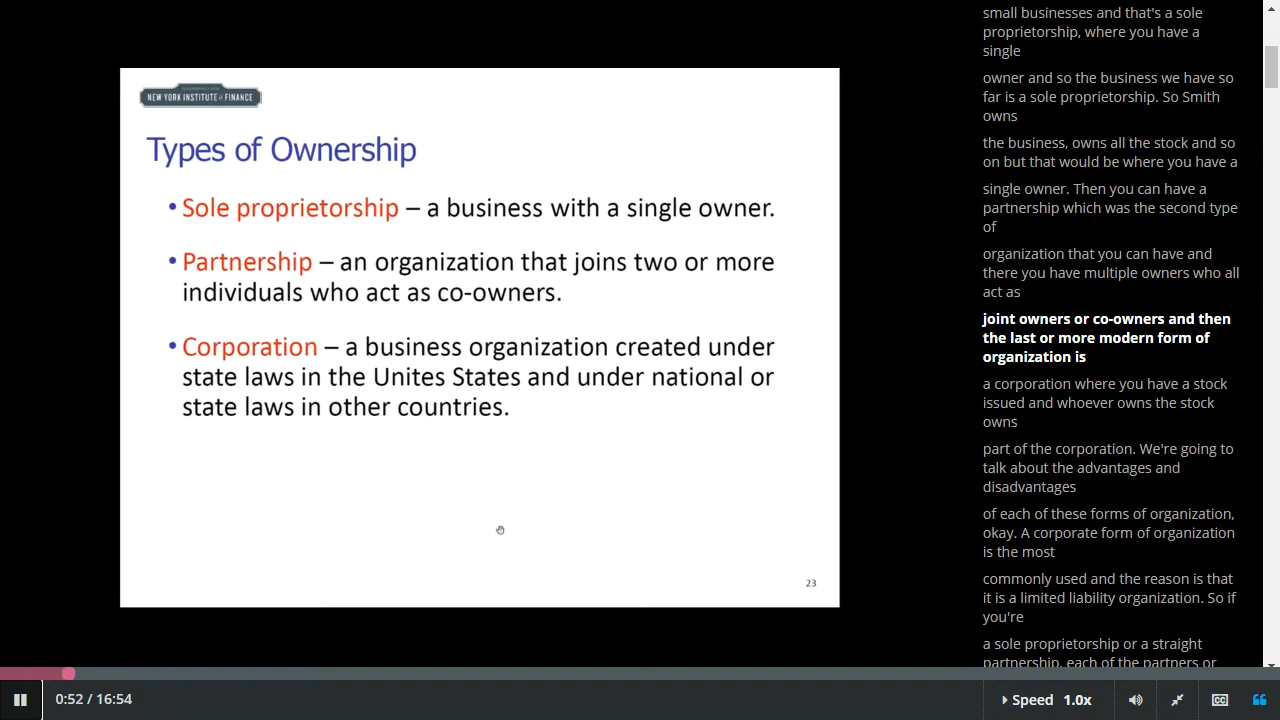 NEW YORK INSTITUTE of FINANCE
Types of Ownership
• Sole proprietorship – a business with a single owner.
• Partnership – an organization that joins two or more
individuals who act as co-owners.
• Corporation – a business organization created under
state laws in the Unites States and under national or
state laws in other countries.
23
small businesses and that's a sole
proprietorship, where you have a
single
owner and so the business we have so
far is a sole proprietorship. So Smith
owns
the business, owns all the stock and so
on but that would be where you have a
single owner. Then you can have a
partnership which was the second type
of
organization that you can have and
there you have multiple owners who all
act as
joint owners or co-owners and then
the last or more modern form of
organization is
a corporation where you have a stock
issued and whoever owns the stock
owns
part of the corporation. We're going to
talk about the advantages and
disadvantages
of each of these forms of organization,
okay. A corporate form of organization
is the most
commonly used and the reason is that
it is a limited liability organization. So if
you're
a sole proprietorship or a straight
partnership, each of the partners or
0:52 / 16:54
Speed 1.0x
CC